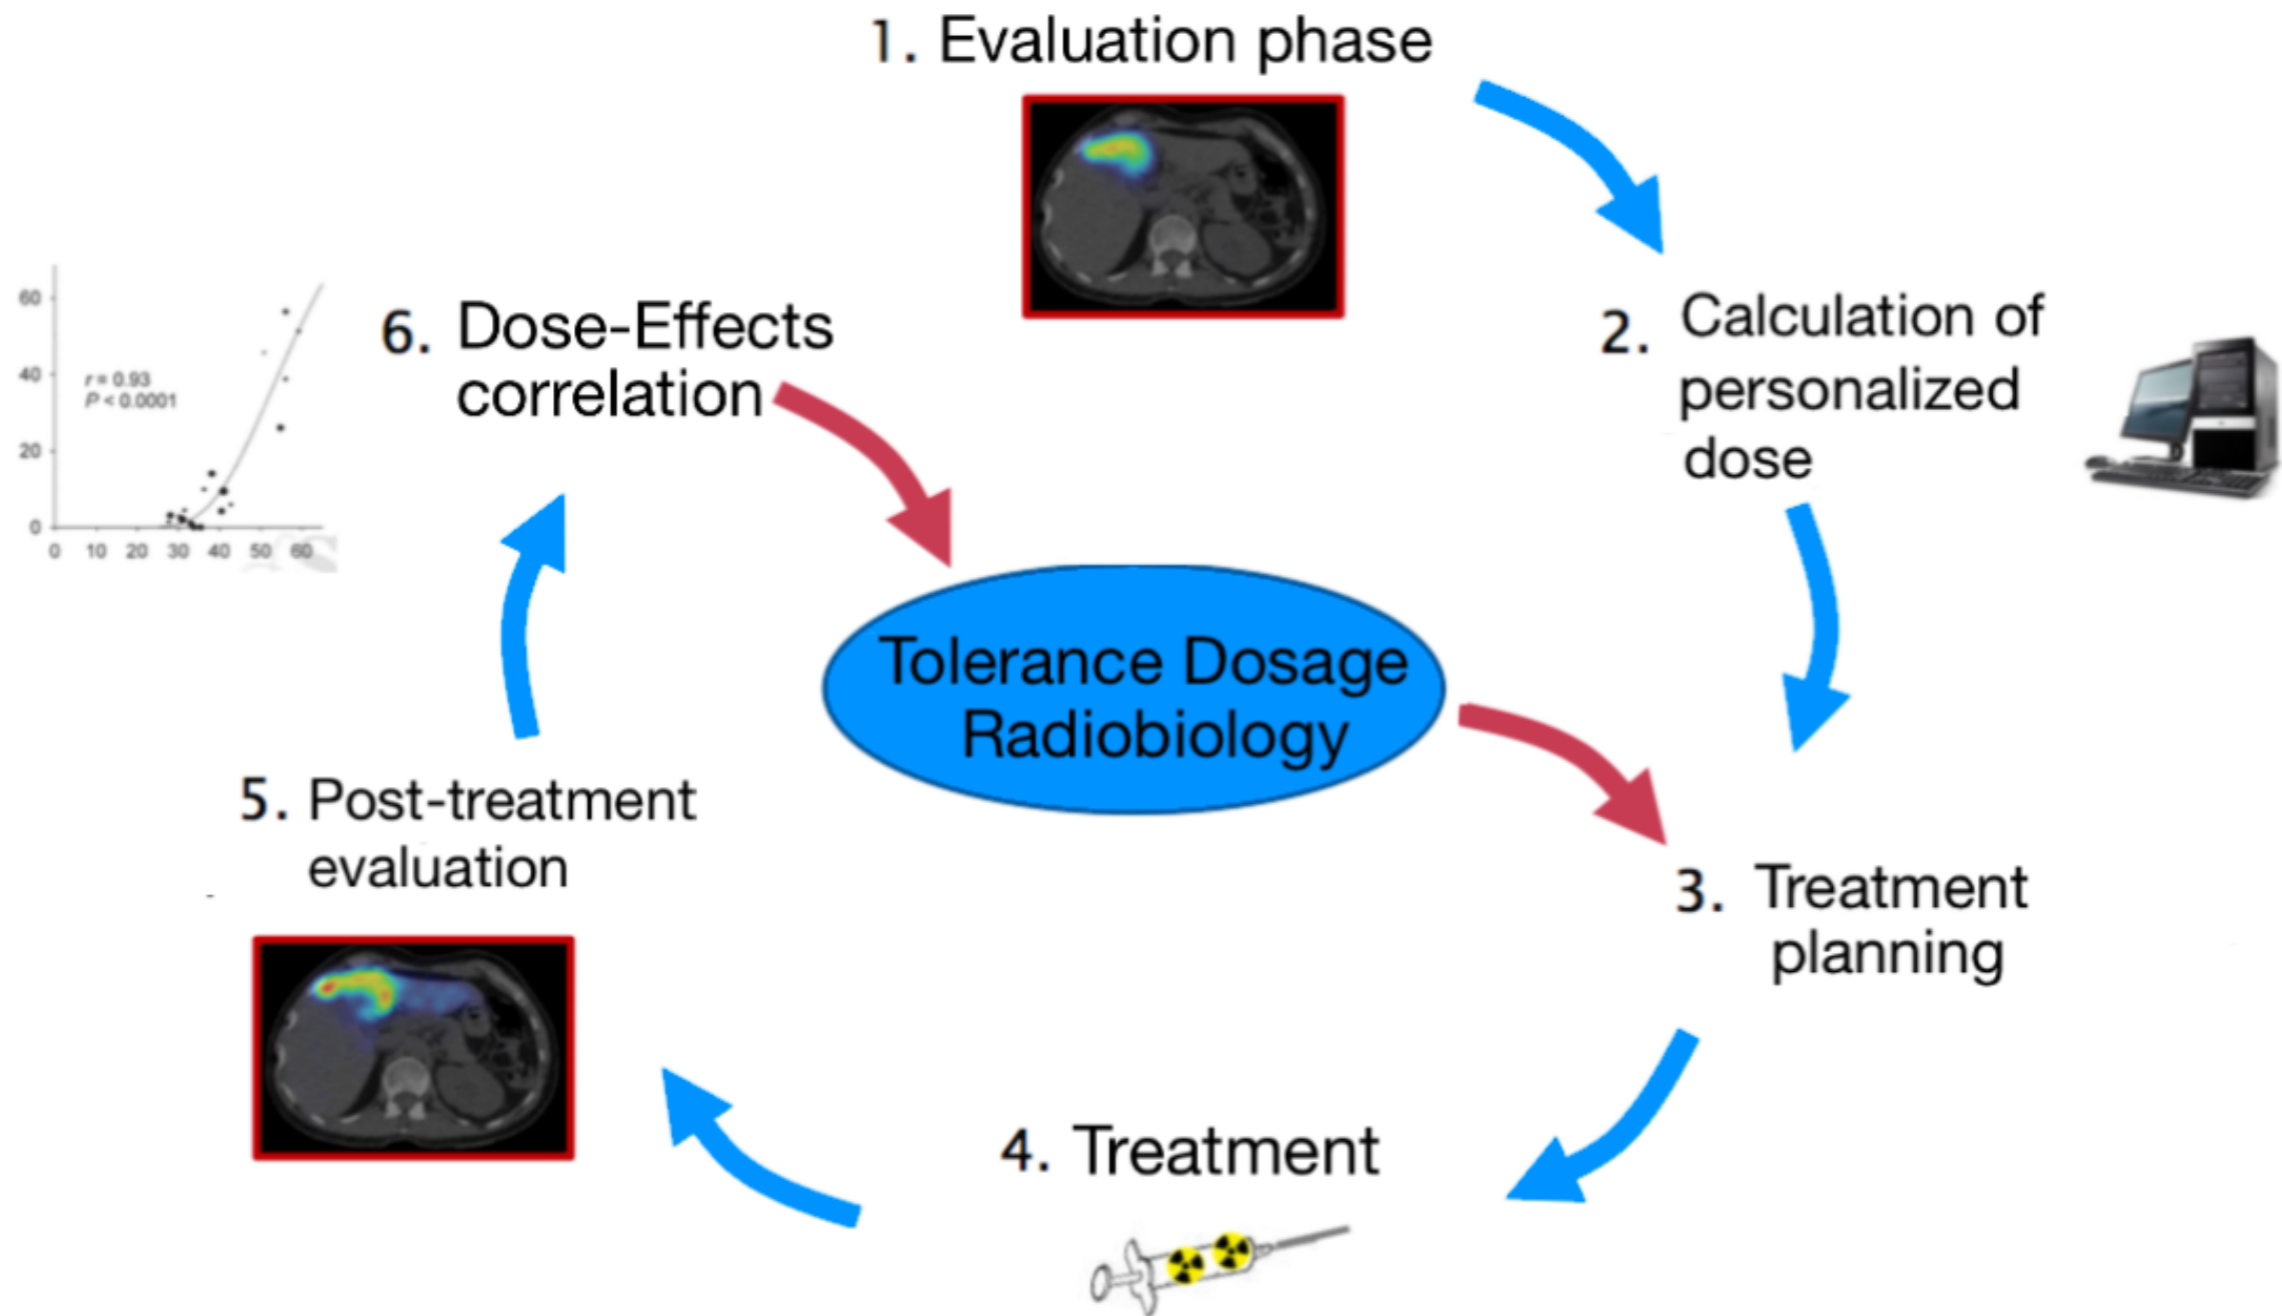 1. Evaluation phase
2. Calculation of
personalized
dose
3. Treatment
planning
4. Treatment
5. Post-treatment
evaluation
6. Dose-Effects
correlation
Tolerance Dosage
Radiobiology
60
40
20
0
r = 0.93
P < 0.0001
0 10 20 30 40 50 60